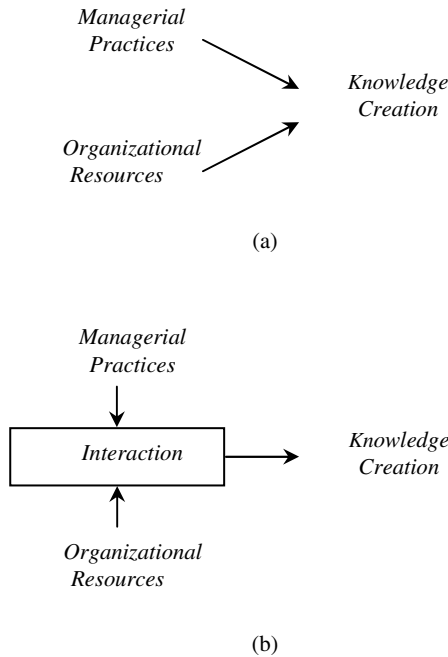 Managerial
Practices
Knowledge
Creation
Organizational
Resources
(a)
Managerial
Practices
Interaction
Knowledge
Creation
Organizational
Resources
(b)